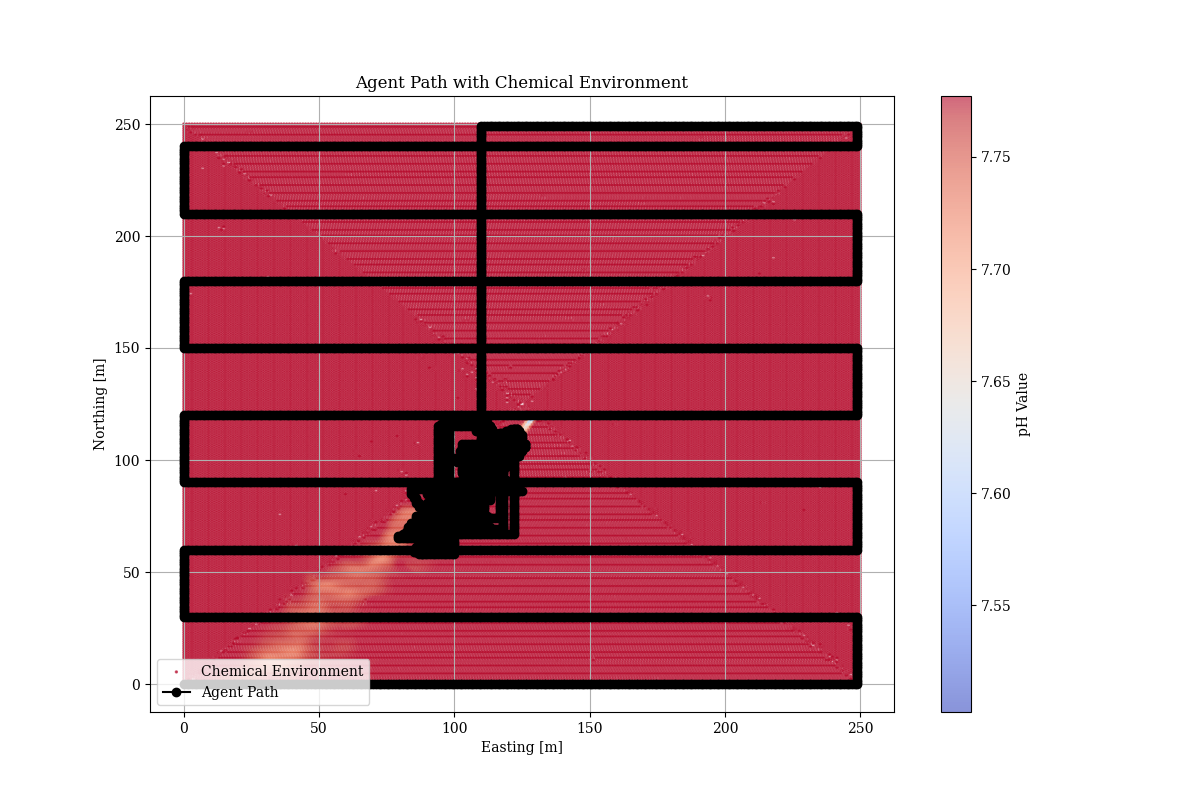 Agent Path with Chemical Environment
250
200
150
100
50
0
Northing [m]
0
50
100
150
200
250
Easting [m]
Chemical Environment
Agent Path
7.75
7.70
7.65
7.60
7.55
pH Value